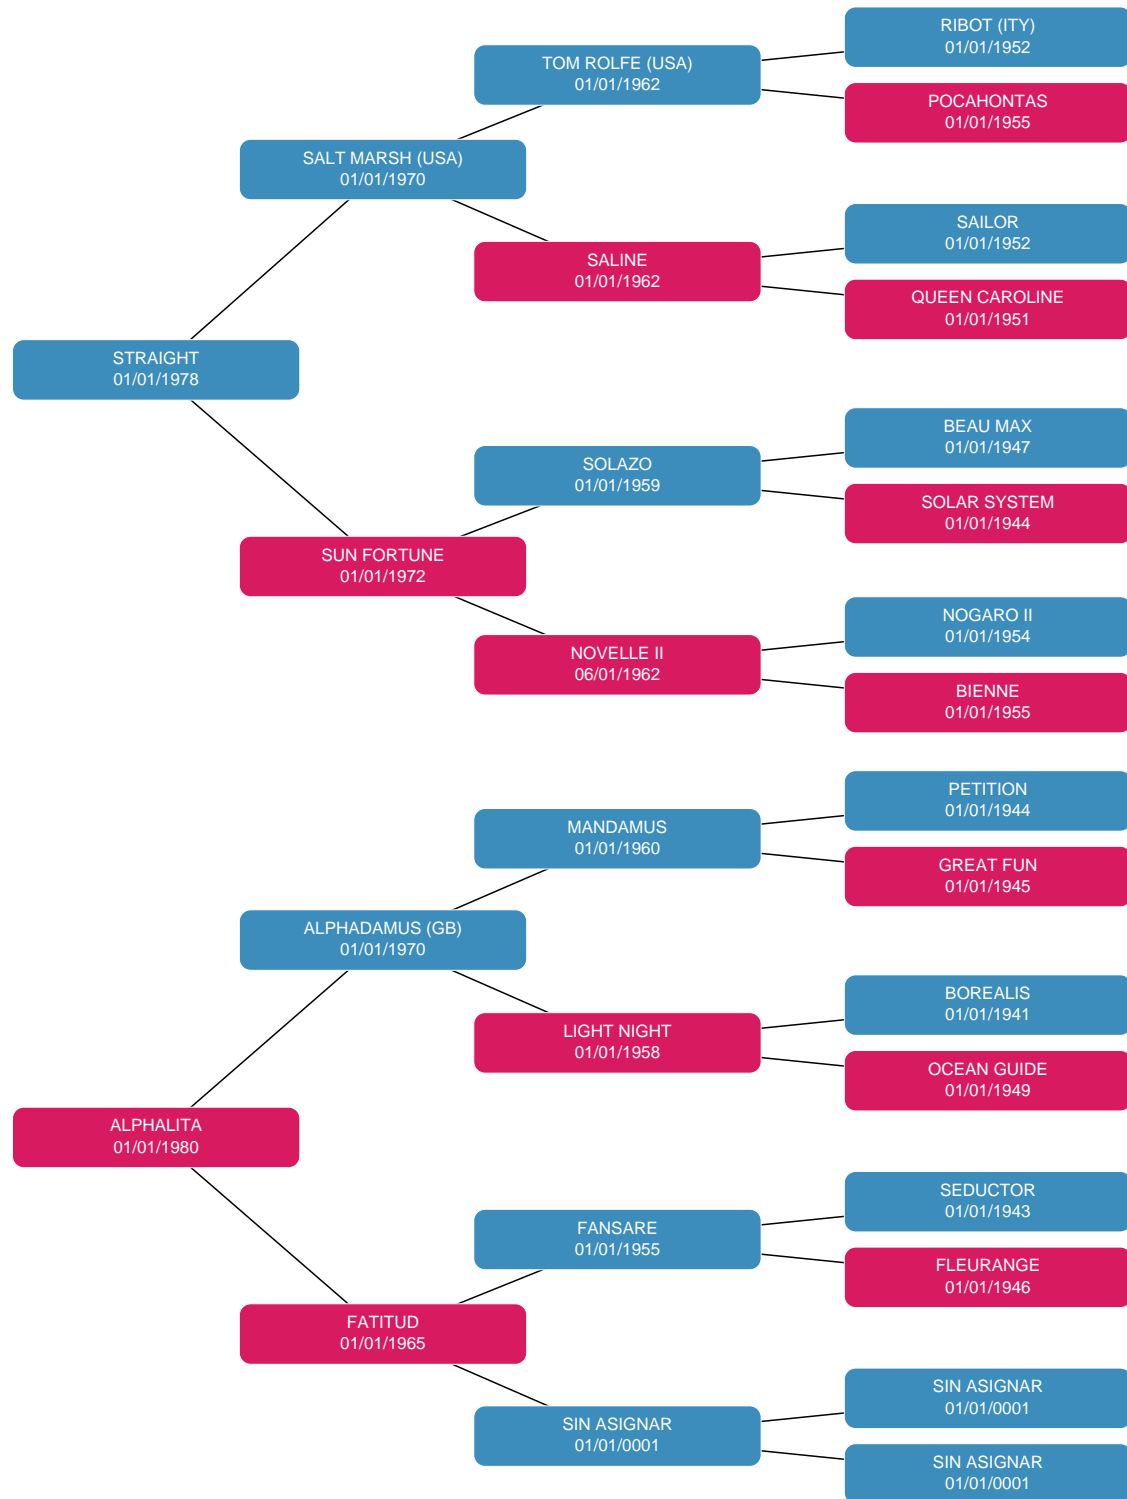 RIBOT (ITY)
01/01/1952
TOM ROLFE (USA)
01/01/1962
POCAHONTAS
01/01/1955
SALT MARSH (USA)
01/01/1970
SAILOR
01/01/1952
SALINE
01/01/1962
QUEEN CAROLINE
01/01/1951
STRAIGHT
01/01/1978
BEAU MAX
01/01/1947
SOLAZO
01/01/1959
SOLAR SYSTEM
01/01/1944
SUN FORTUNE
01/01/1972
NOGARO II
01/01/1954
NOVELLE II
06/01/1962
BIENNE
01/01/1955
PETITION
01/01/1944
MANDAMUS
01/01/1960
GREAT FUN
01/01/1945
ALPHADAMUS (GB)
01/01/1970
BOREALIS
01/01/1941
LIGHT NIGHT
01/01/1958
OCEAN GUIDE
01/01/1949
ALPHALITA
01/01/1980
SEDUCTOR
01/01/1943
FANSARE
01/01/1955
FLEURANGE
01/01/1946
FATITUD
01/01/1965
SIN ASIGNAR
01/01/0001
SIN ASIGNAR
01/01/0001
SIN ASIGNAR
01/01/0001